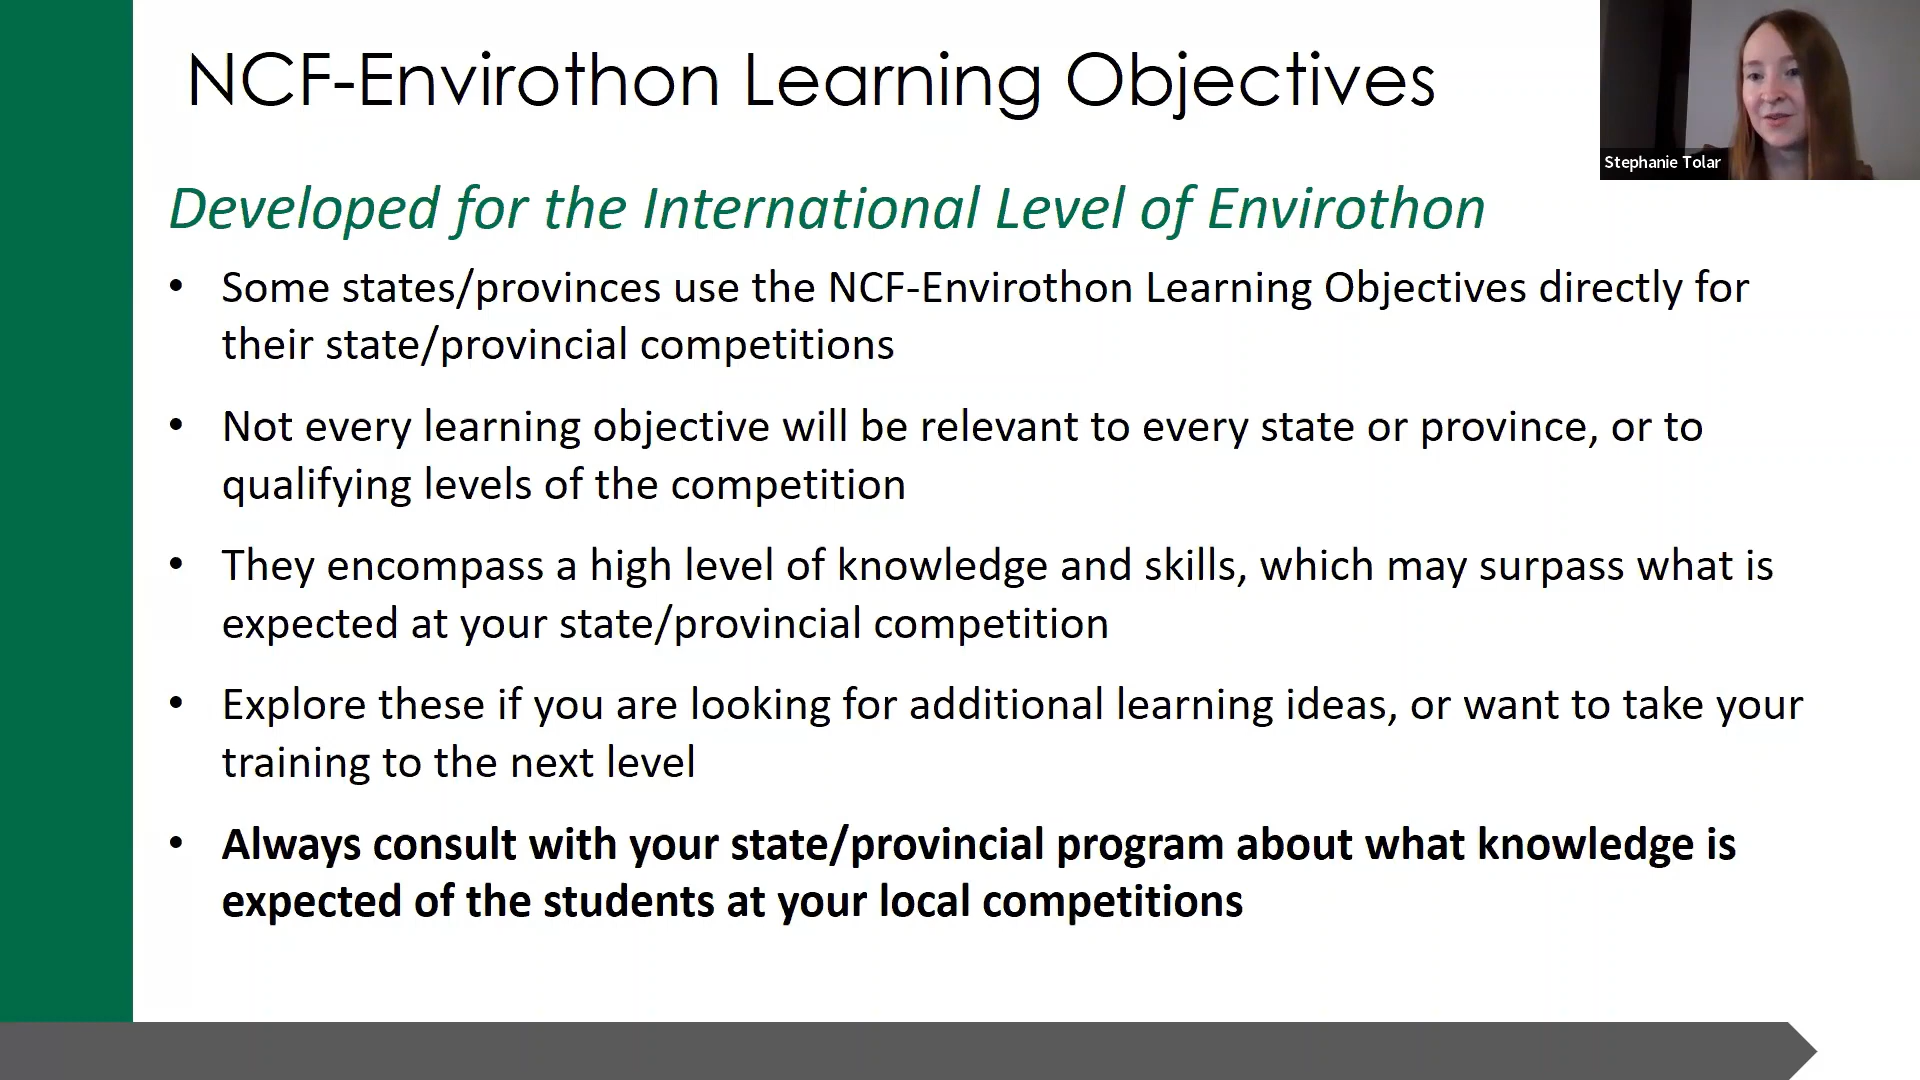 NCF-Envirothon Learning Objectives
Stephanie Tolar
Developed for the International Level of Envirothon
• Some states/provinces use the NCF-Envirothon Learning Objectives directly for
their state/provincial competitions
• Not every learning objective will be relevant to every state or province, or to
qualifying levels of the competition
• They encompass a high level of knowledge and skills, which may surpass what is
expected at your state/provincial competition
• Explore these if you are looking for additional learning ideas, or want to take your
training to the next level
• Always consult with your state/provincial program about what knowledge is
expected of the students at your local competitions